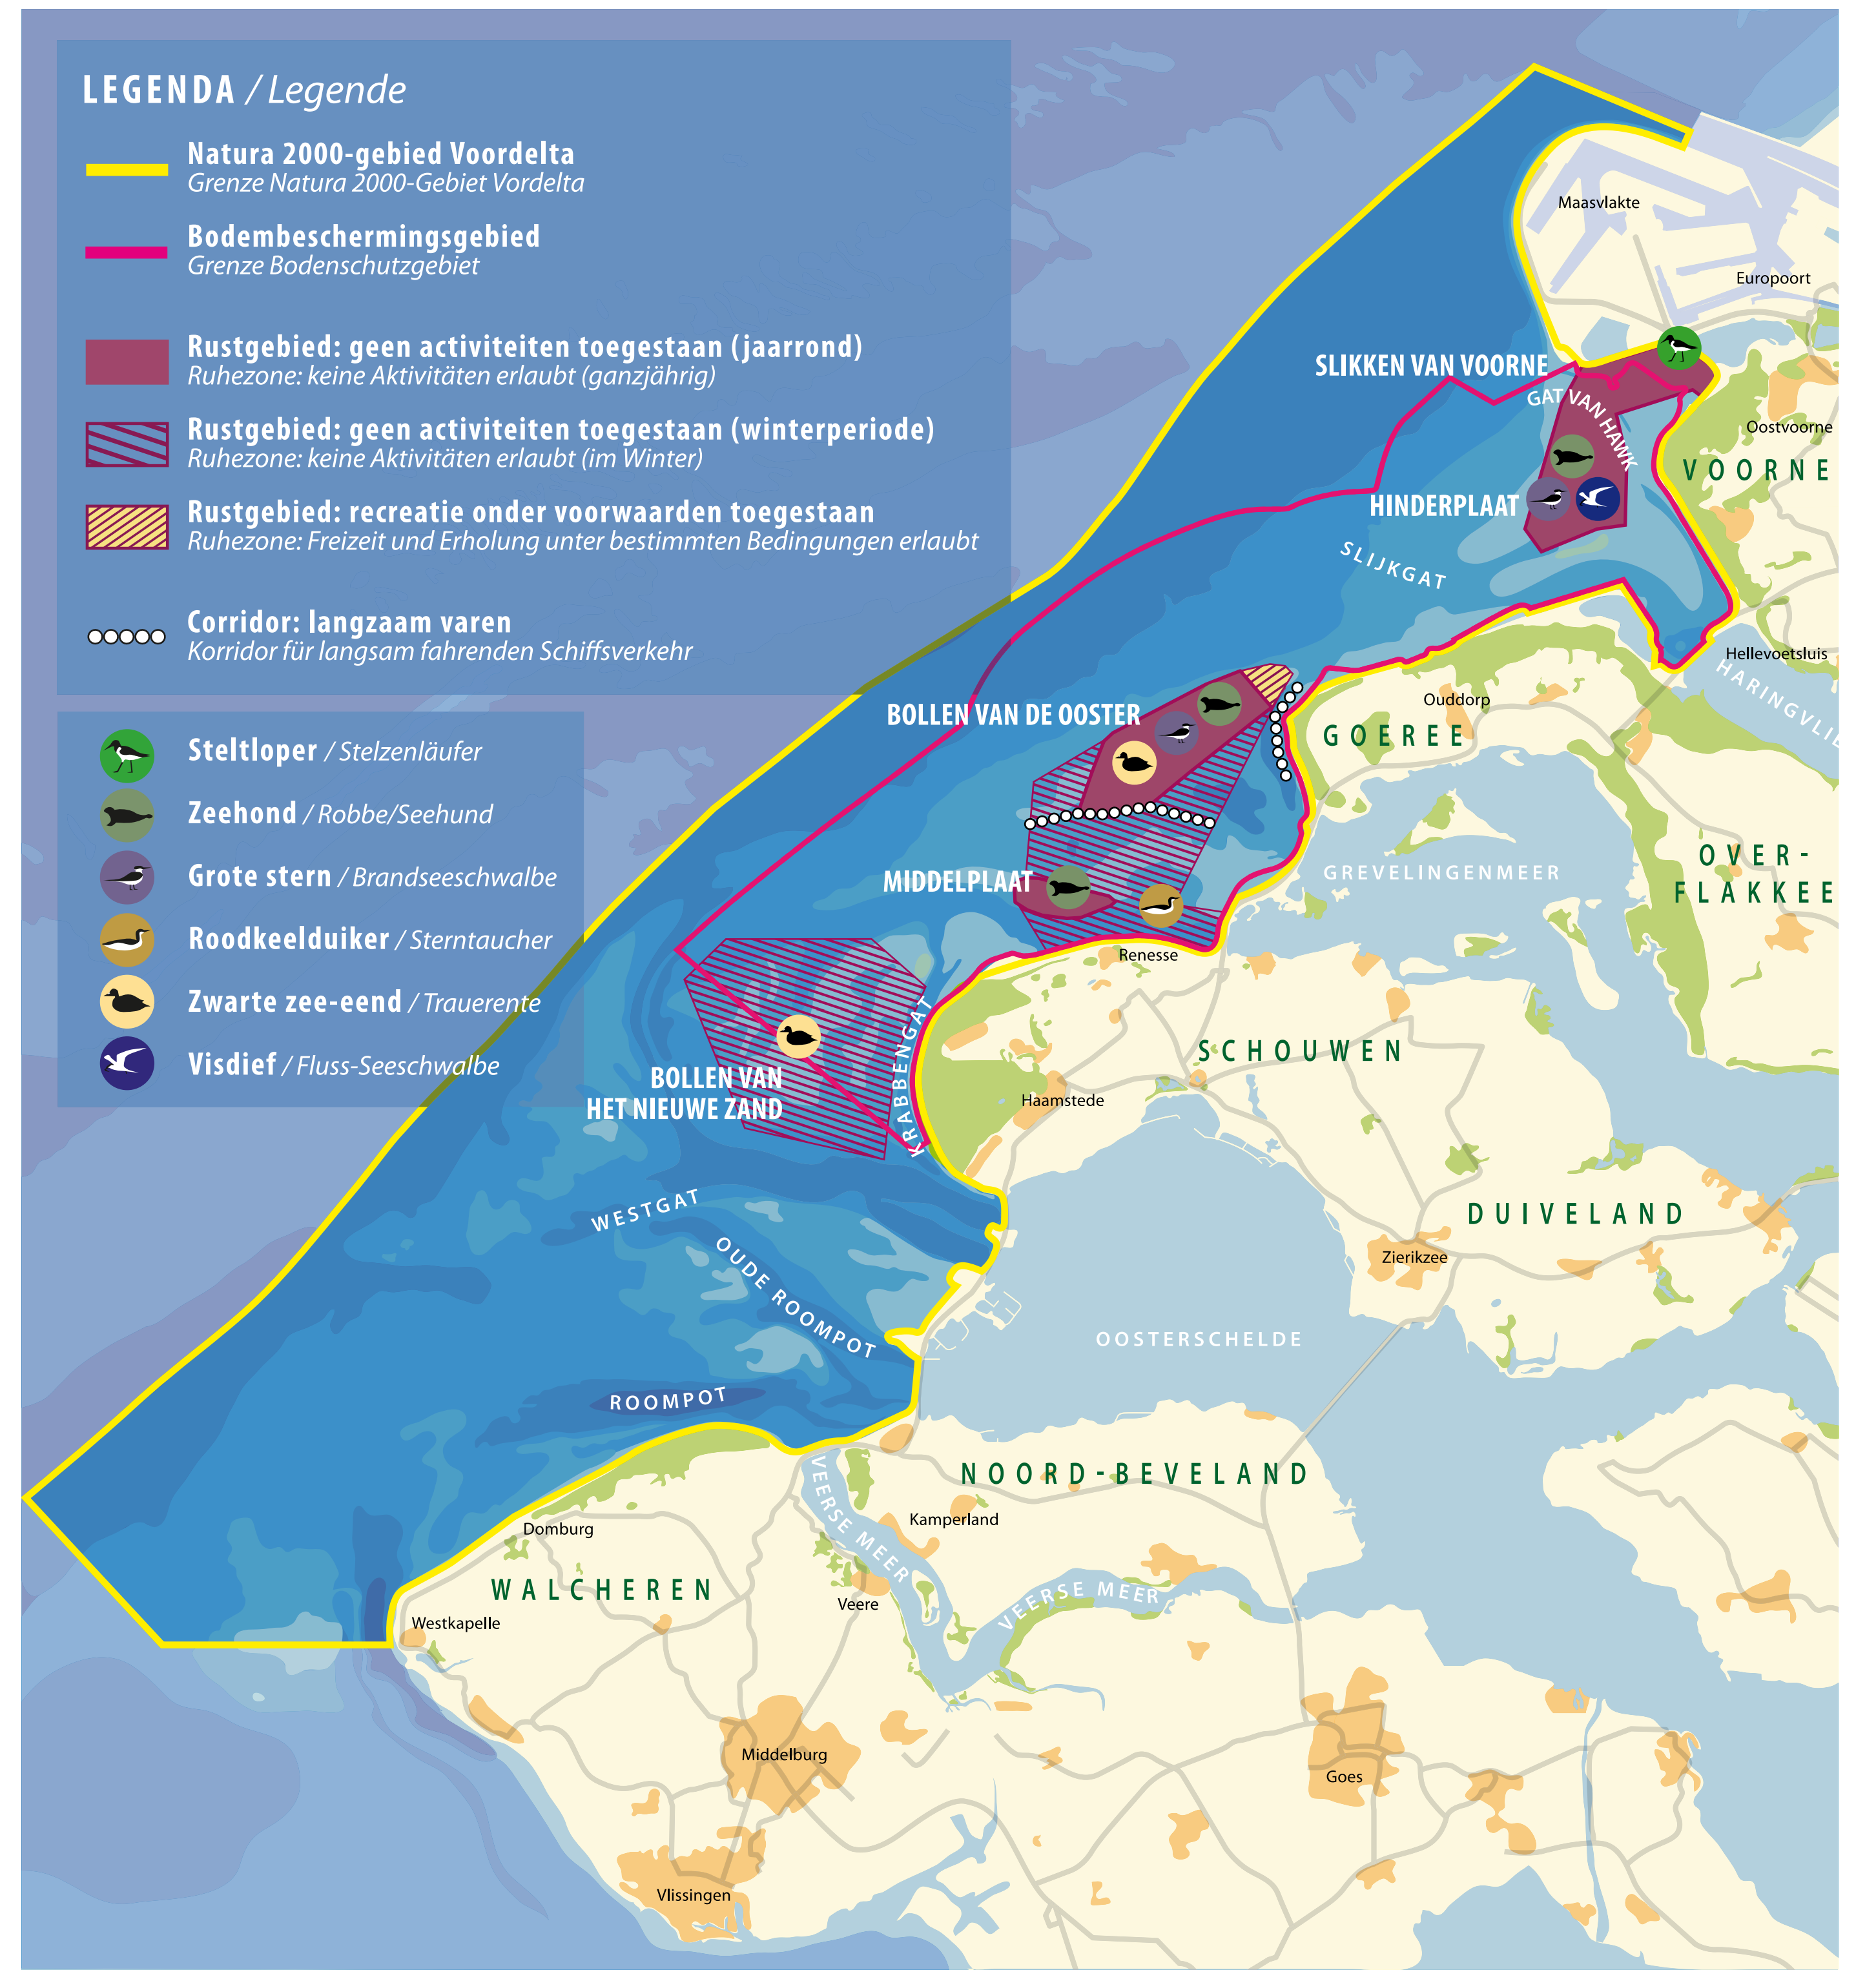 LEGENDA / Legende
Natura 2000-gebied Voordelta
Grenze Natura 2000-Gebiet Vordelta
Bodembeschermingsgebied
Grenze Bodenschutzgebiet
Rustgebied: geen activiteiten toegestaan (jaarrond)
Ruhezone: keine Aktivitäten erlaubt (ganzjährig)
Rustgebied: geen activiteiten toegestaan (winterperiode)
Ruhezone: keine Aktivitäten erlaubt (im Winter)
Rustgebied: recreatie onder voorwaarden toegestaan
Ruhezone: Freizeit und Erholung unter bestimmten Bedingungen erlaubt
Corridor: langzaam varen
Korridor für langsam fahrenden Schiffsverkehr
Steltloper / Stelzenläufer
Zeehond / Robbe/Seehund
Grote stern / Brandseeschwalbe
Roodkeelduiker / Sterntaucher
Zwarte zee-eend / Trauerente
Visdief / Fluss-Seeschwalbe
Maasvlakte
Europoort
SLIKKEN VAN VOORNE
GAT VAN HAWK
Oostvoorne
VOORNE
HINDERPLAAT
SLIJKGAT
Hellevoetsluis
HARINGVLIE
Ouddorp
BOLLEN VAN DE OOSTER
GOEREE
OVER-
FLAKKEE
GREVELINGENMEER
MIDDELPLAAT
Renesse
KRABBENGAT
SCHOUWEN
BOLLEN VAN
HET NIEUWE ZAND
Haamstede
WESTGAT
DUIVELAND
OUDE ROOMPOT
Zierikzee
OOSTERSCHELDE
ROOMPOT
NOORD-BEVELAND
VEERSE MEER
Kamperland
Domburg
WALCHEREN
VEERSE MEER
Veere
Westkapelle
Middelburg
Goes
Vlissingen